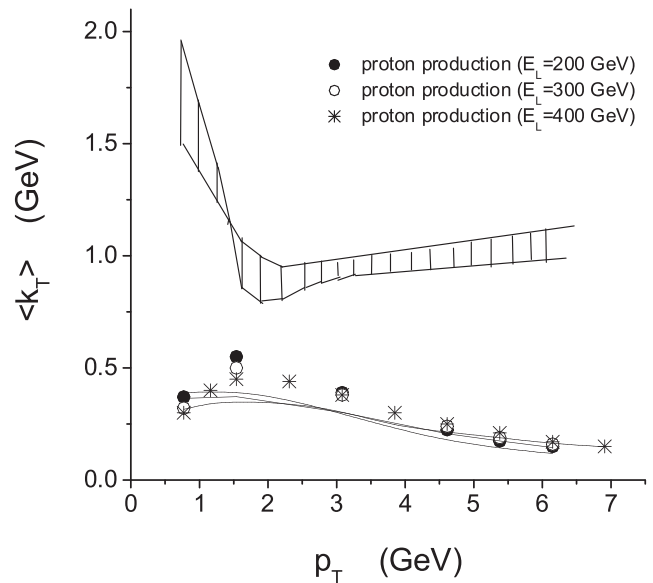 2.0
proton production (E_L=200 GeV)
proton production (E_L=300 GeV)
proton production (E_L=400 GeV)
1.5
<k_T> (GeV)
1.0
0.5
0.0
0 1 2 3 4 5 6 7
p_T (GeV)